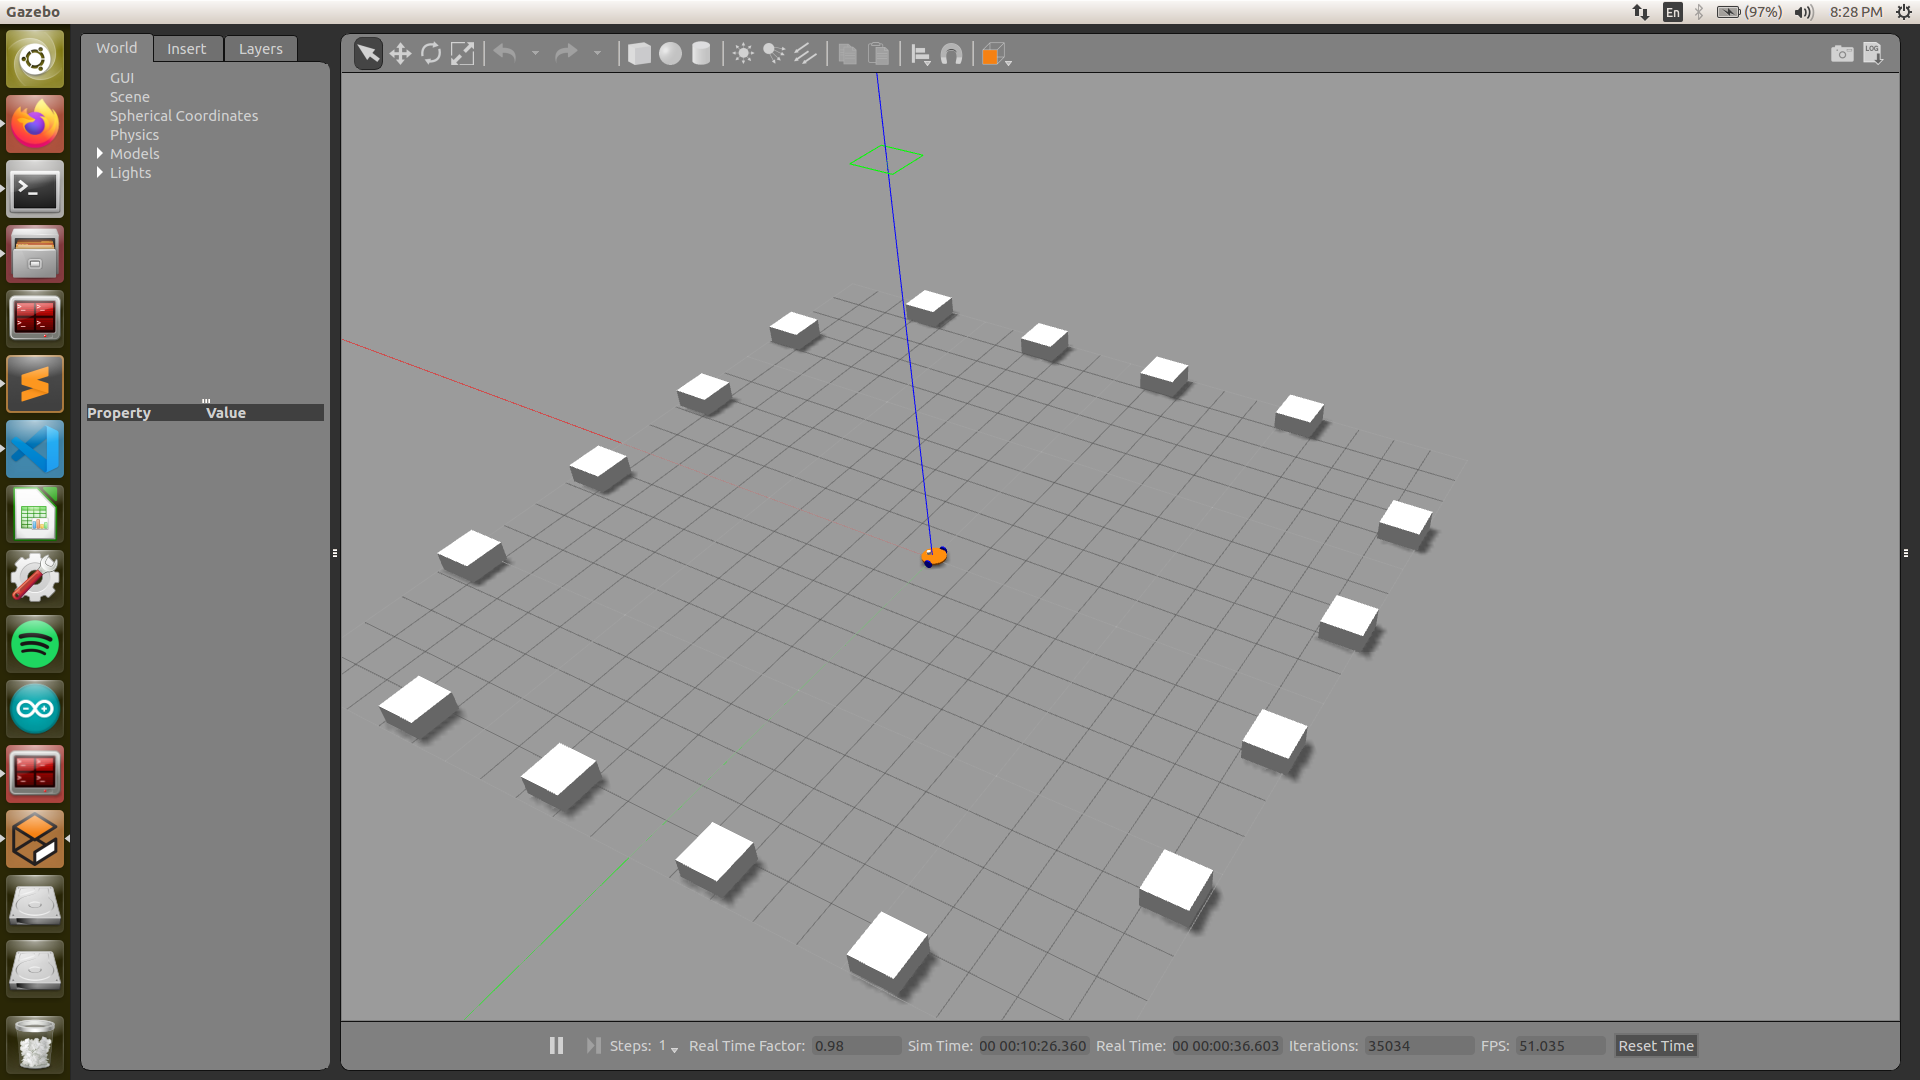 Gazebo
En (97%) 8:28 PM
World Insert Layers
LOG
GUI
Scene
Spherical Coordinates
Physics
Models
Lights
Property Value
Steps: 1 Real Time Factor: 0.98 Sim Time: 00 00:10:26.360 Real Time: 00 00:00:36.603 Iterations: 35034 FPS: 51.035 Reset Time